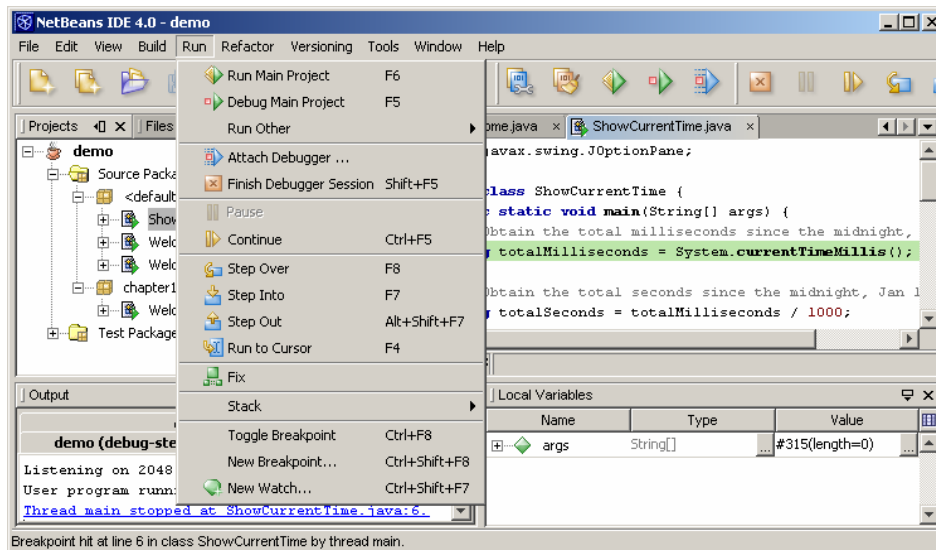 NetBeans IDE 4.0 - demo
File Edit View Build Run Refactor Versioning Tools Window Help
Run Main Project F6
Debug Main Project F5
Run Other
Attach Debugger ...
Finish Debugger Session Shift+F5
Pause
Continue Ctrl+F5
Step Over F8
Step Into F7
Step Out Alt+Shift+F7
Run to Cursor F4
Fix
Stack
Toggle Breakpoint Ctrl+F8
New Breakpoint... Ctrl+Shift+F8
New Watch... Ctrl+Shift+F7
Projects Files
demo
Source Packa
<default
Show
Welc
Welc
chapter1
Welc
Test Package
ome.java ShowCurrentTime.java
javax.swing.JOptionPane;
class ShowCurrentTime {
c static void main(String[] args) {
Obtain the total milliseconds since the midnight,
g totalMilliseconds = System.currentTimeMillis();
Obtain the total seconds since the midnight, Jan 1
g totalSeconds = totalMilliseconds / 1000;
Output
demo (debug-ste
Listening on 2048
User program runn
Thread main stopped at ShowCurrentTime.java:6.
Local Variables
Name Type Value
args String[] ... #315(length=0) ...
Breakpoint hit at line 6 in class ShowCurrentTime by thread main.